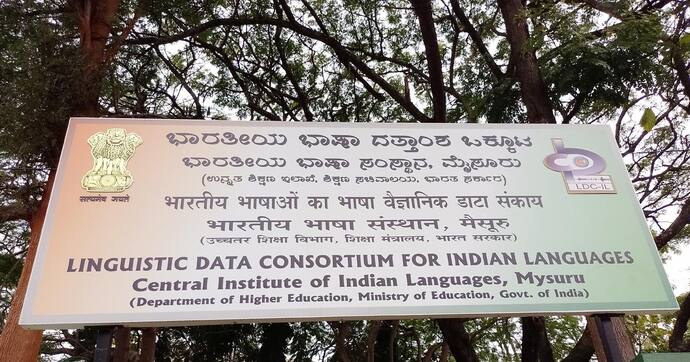 ಭಾರತೀಯ ಭಾಷಾ ದತ್ತಾಂಶ ಒಕ್ಕೂಟ
ಭಾರತೀಯ ಭಾಷಾ ಸಂಸ್ಥಾನ, ಮೈಸೂರು
(ಉನ್ನತ ಶಿಕ್ಷಣ ಇಲಾಖೆ, ಶಿಕ್ಷಣ ಸಚಿವಾಲಯ, ಭಾರತ ಸರ್ಕಾರ)
भारतीय भाषाओं का भाषा वैज्ञानिक डाटा संकाय
भारतीय भाषा संस्थान, मैसूरु
(उच्चतर शिक्षा विभाग, शिक्षा मंत्रालय, भारत सरकार)
LINGUISTIC DATA CONSORTIUM FOR INDIAN LANGUAGES
Central Institute of Indian Languages, Mysuru
(Department of Higher Education, Ministry of Education, Govt. of India)
सत्यमेव जयते
LDC-IL